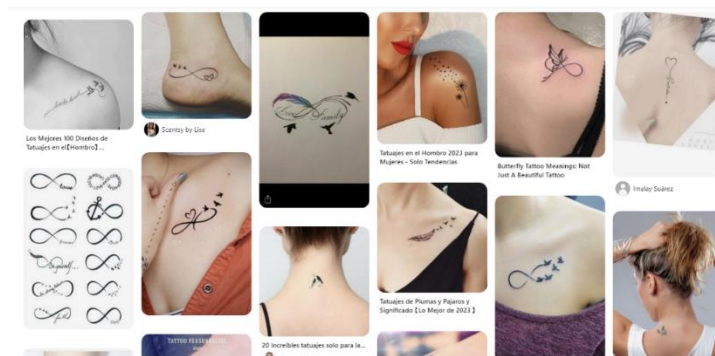 Los Mejores 100 Diseños de
Tatuajes en el【Hombro】...
Scentsy by Lisa
20 increíbles tatuajes solo para la...
Tatuajes en el Hombro 2023 para
Mujeres - Solo Tendencias
Tatuajes de Plumas y Pajaros y
Significado【Lo Mejor de 2023】
Butterfly Tattoo Meanings: Not
Just A Beautiful Tattoo
Imalay Suárez